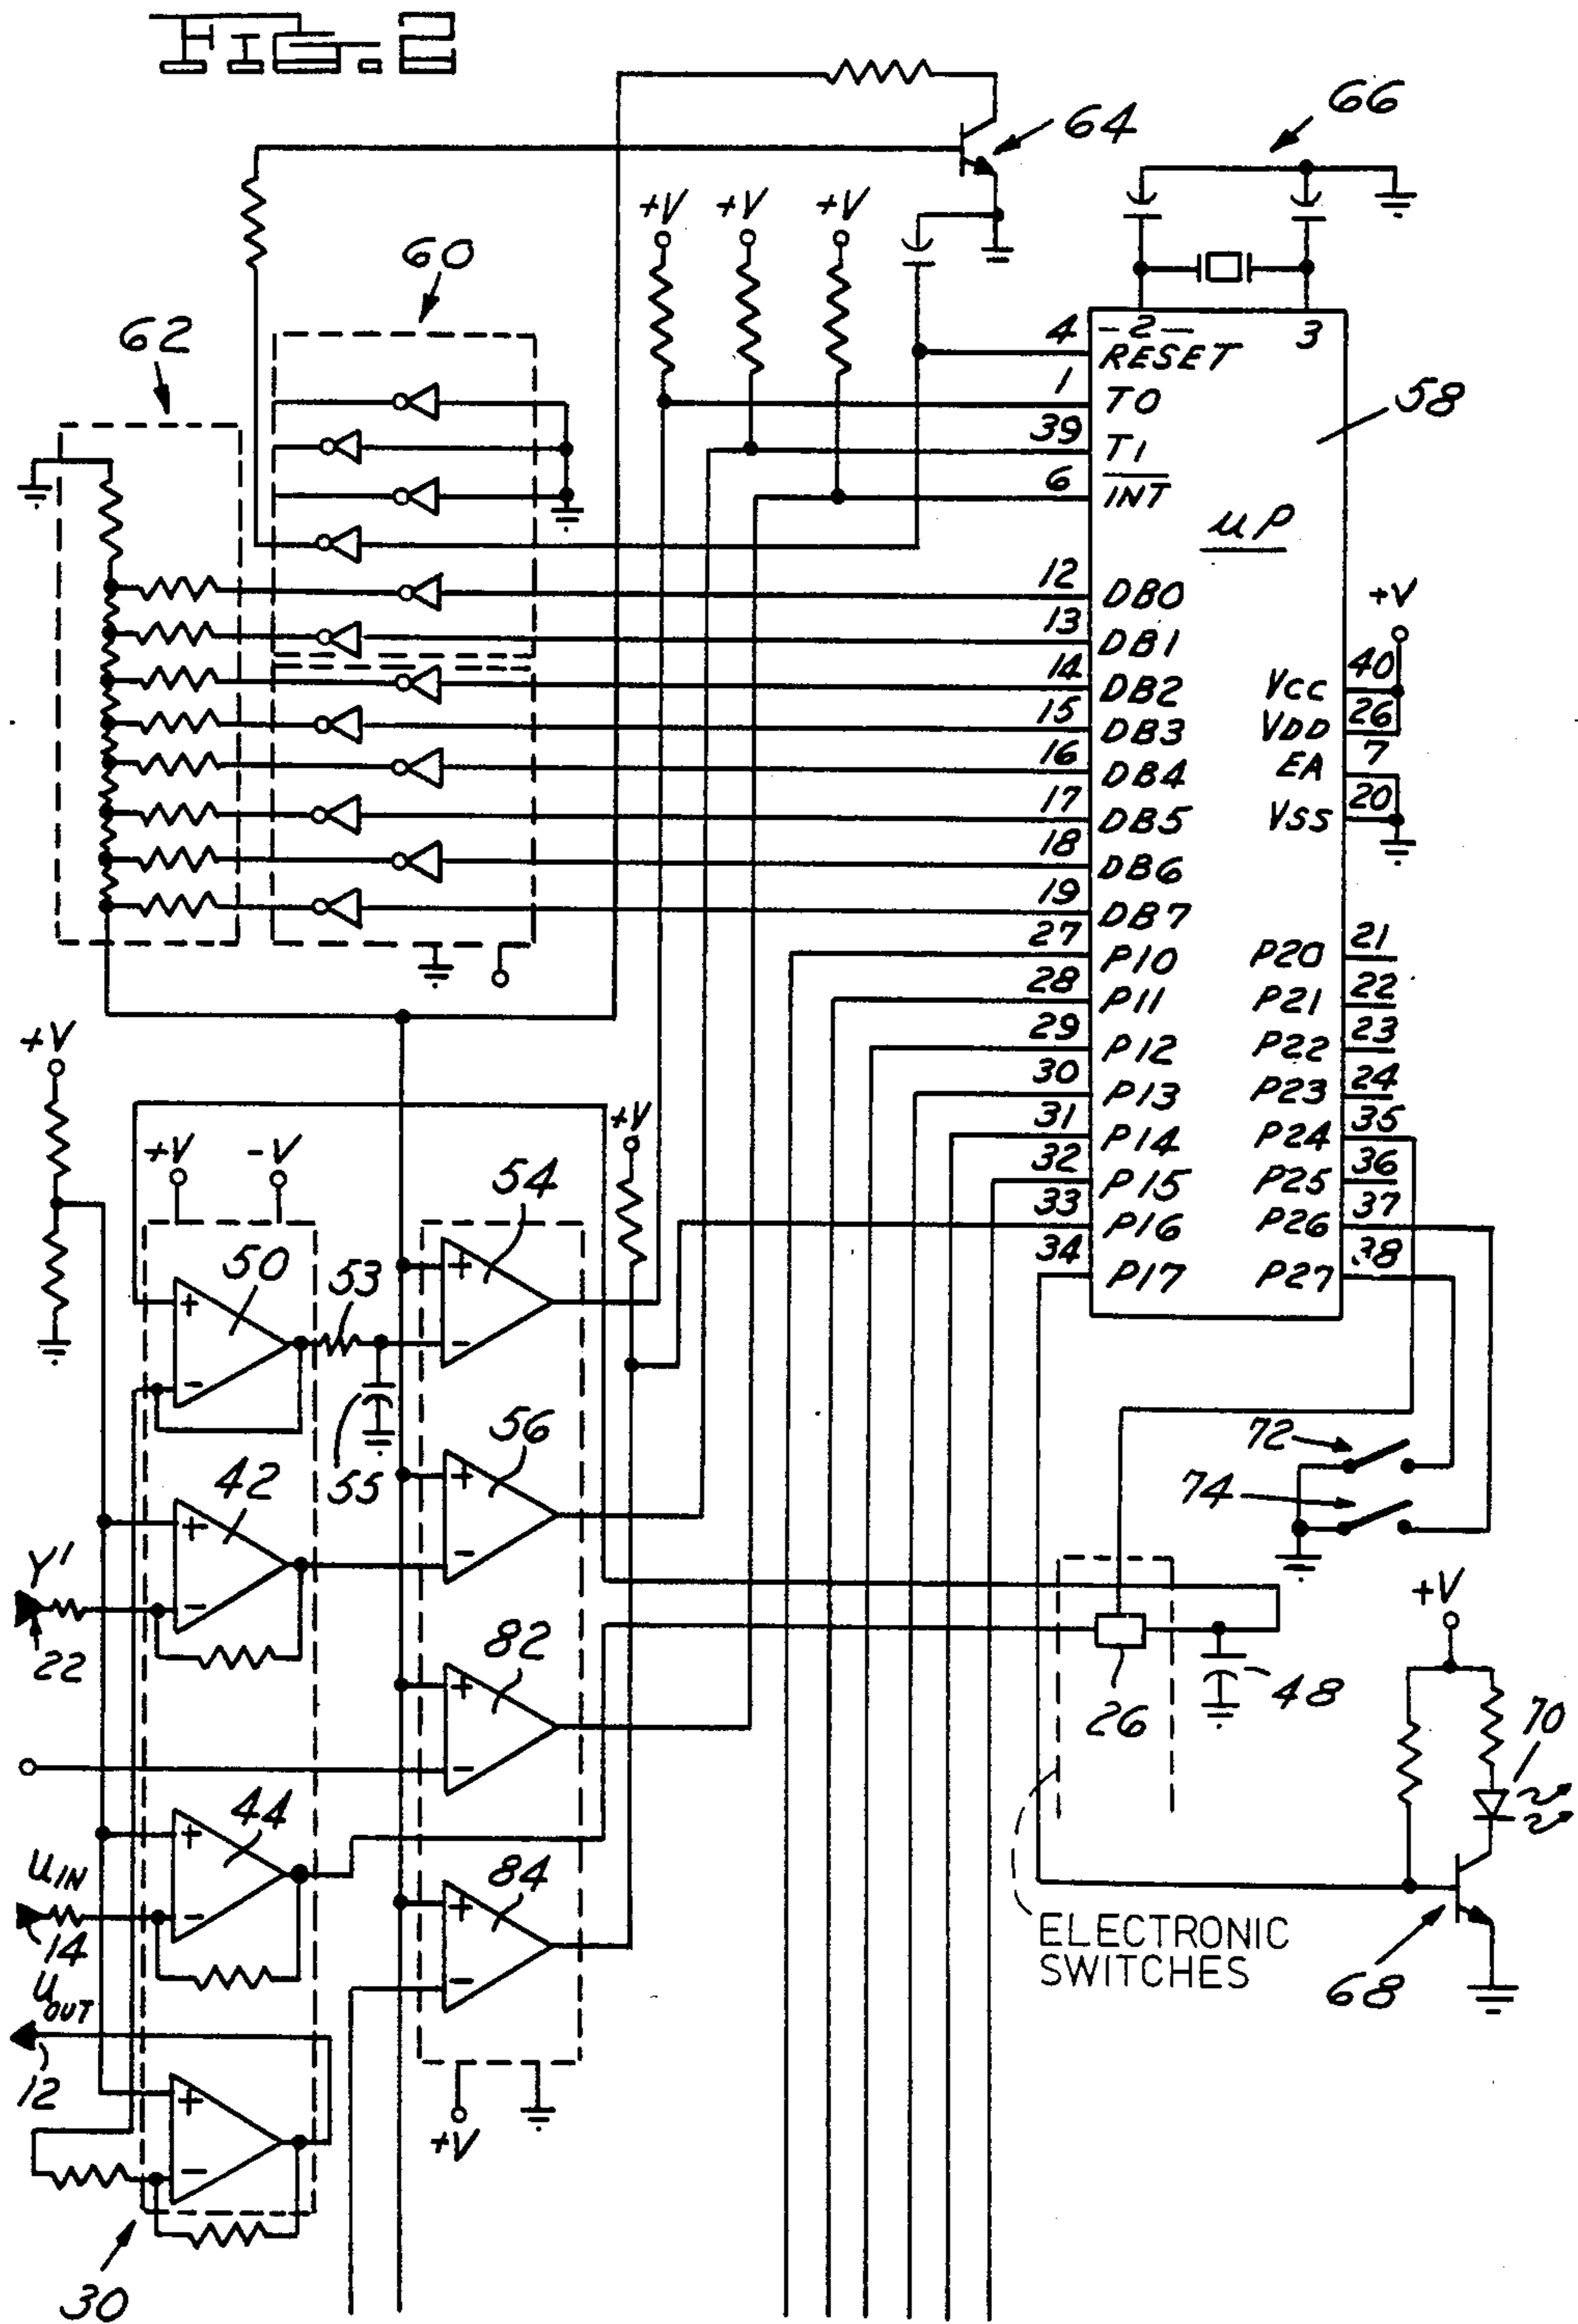 FIG. 2
64
66
+V +V +V
60
62
4 -2- 3
RESET
1 T0
58
39 T1
6 INT
μP
12 DB0
+V
13 DB1
14 DB2
VCC 40
15 DB3
VDD 26
16 DB4
EA 7
17 DB5
VSS 20
18 DB6
19 DB7
27 P10
P20 21
28 P11
P21 22
29 P12
P22 23
30 P13
P23 24
31 P14
P24 35
32 P15
P25 36
33 P16
P26 37
34 P17
P27 38
+V
+V -V
+V
54
+
-
50
+
-
53
55
56
+
-
42
+
-
Y'
22
72
74
82
+
-
26
48
+V
70
44
+
-
UIN
14
84
+
-
ELECTRONIC
SWITCHES
68
UOUT
12
+
-
+V
30